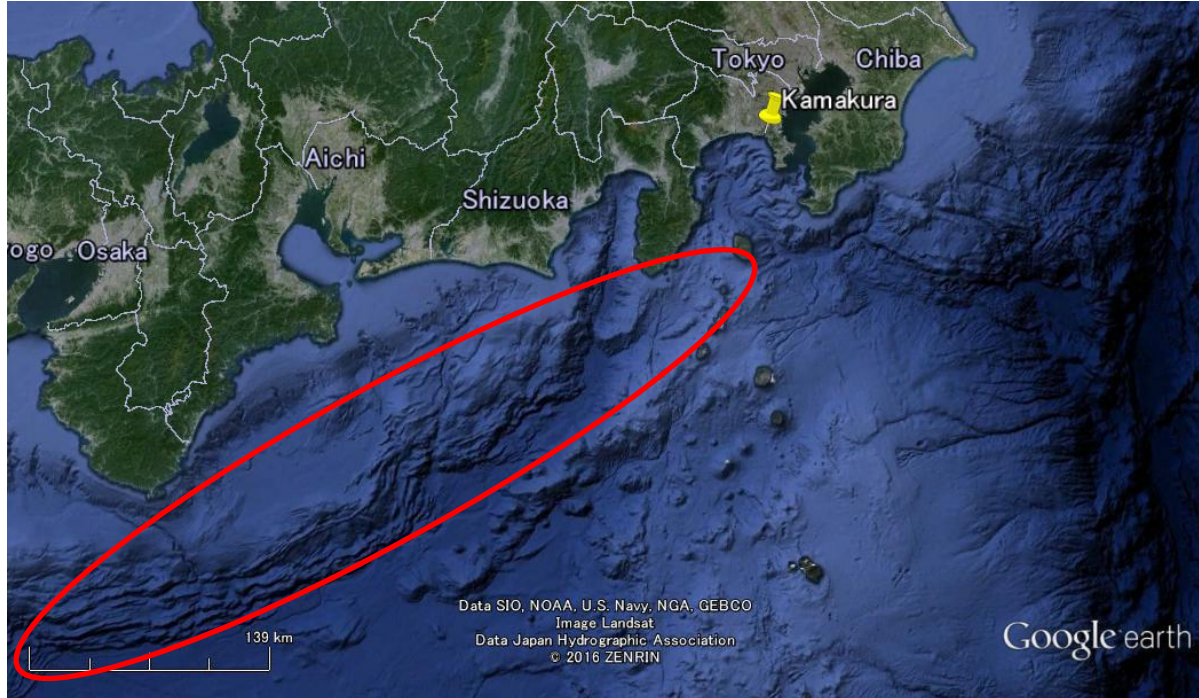 Tokyo
Chiba
Kamakura
Aichi
Shizuoka
ogo
Osaka
139 km
Data SIO, NOAA, U.S. Navy, NGA, GEBCO
Image Landsat
Data Japan Hydrographic Association
© 2016 ZENRIN
Google earth